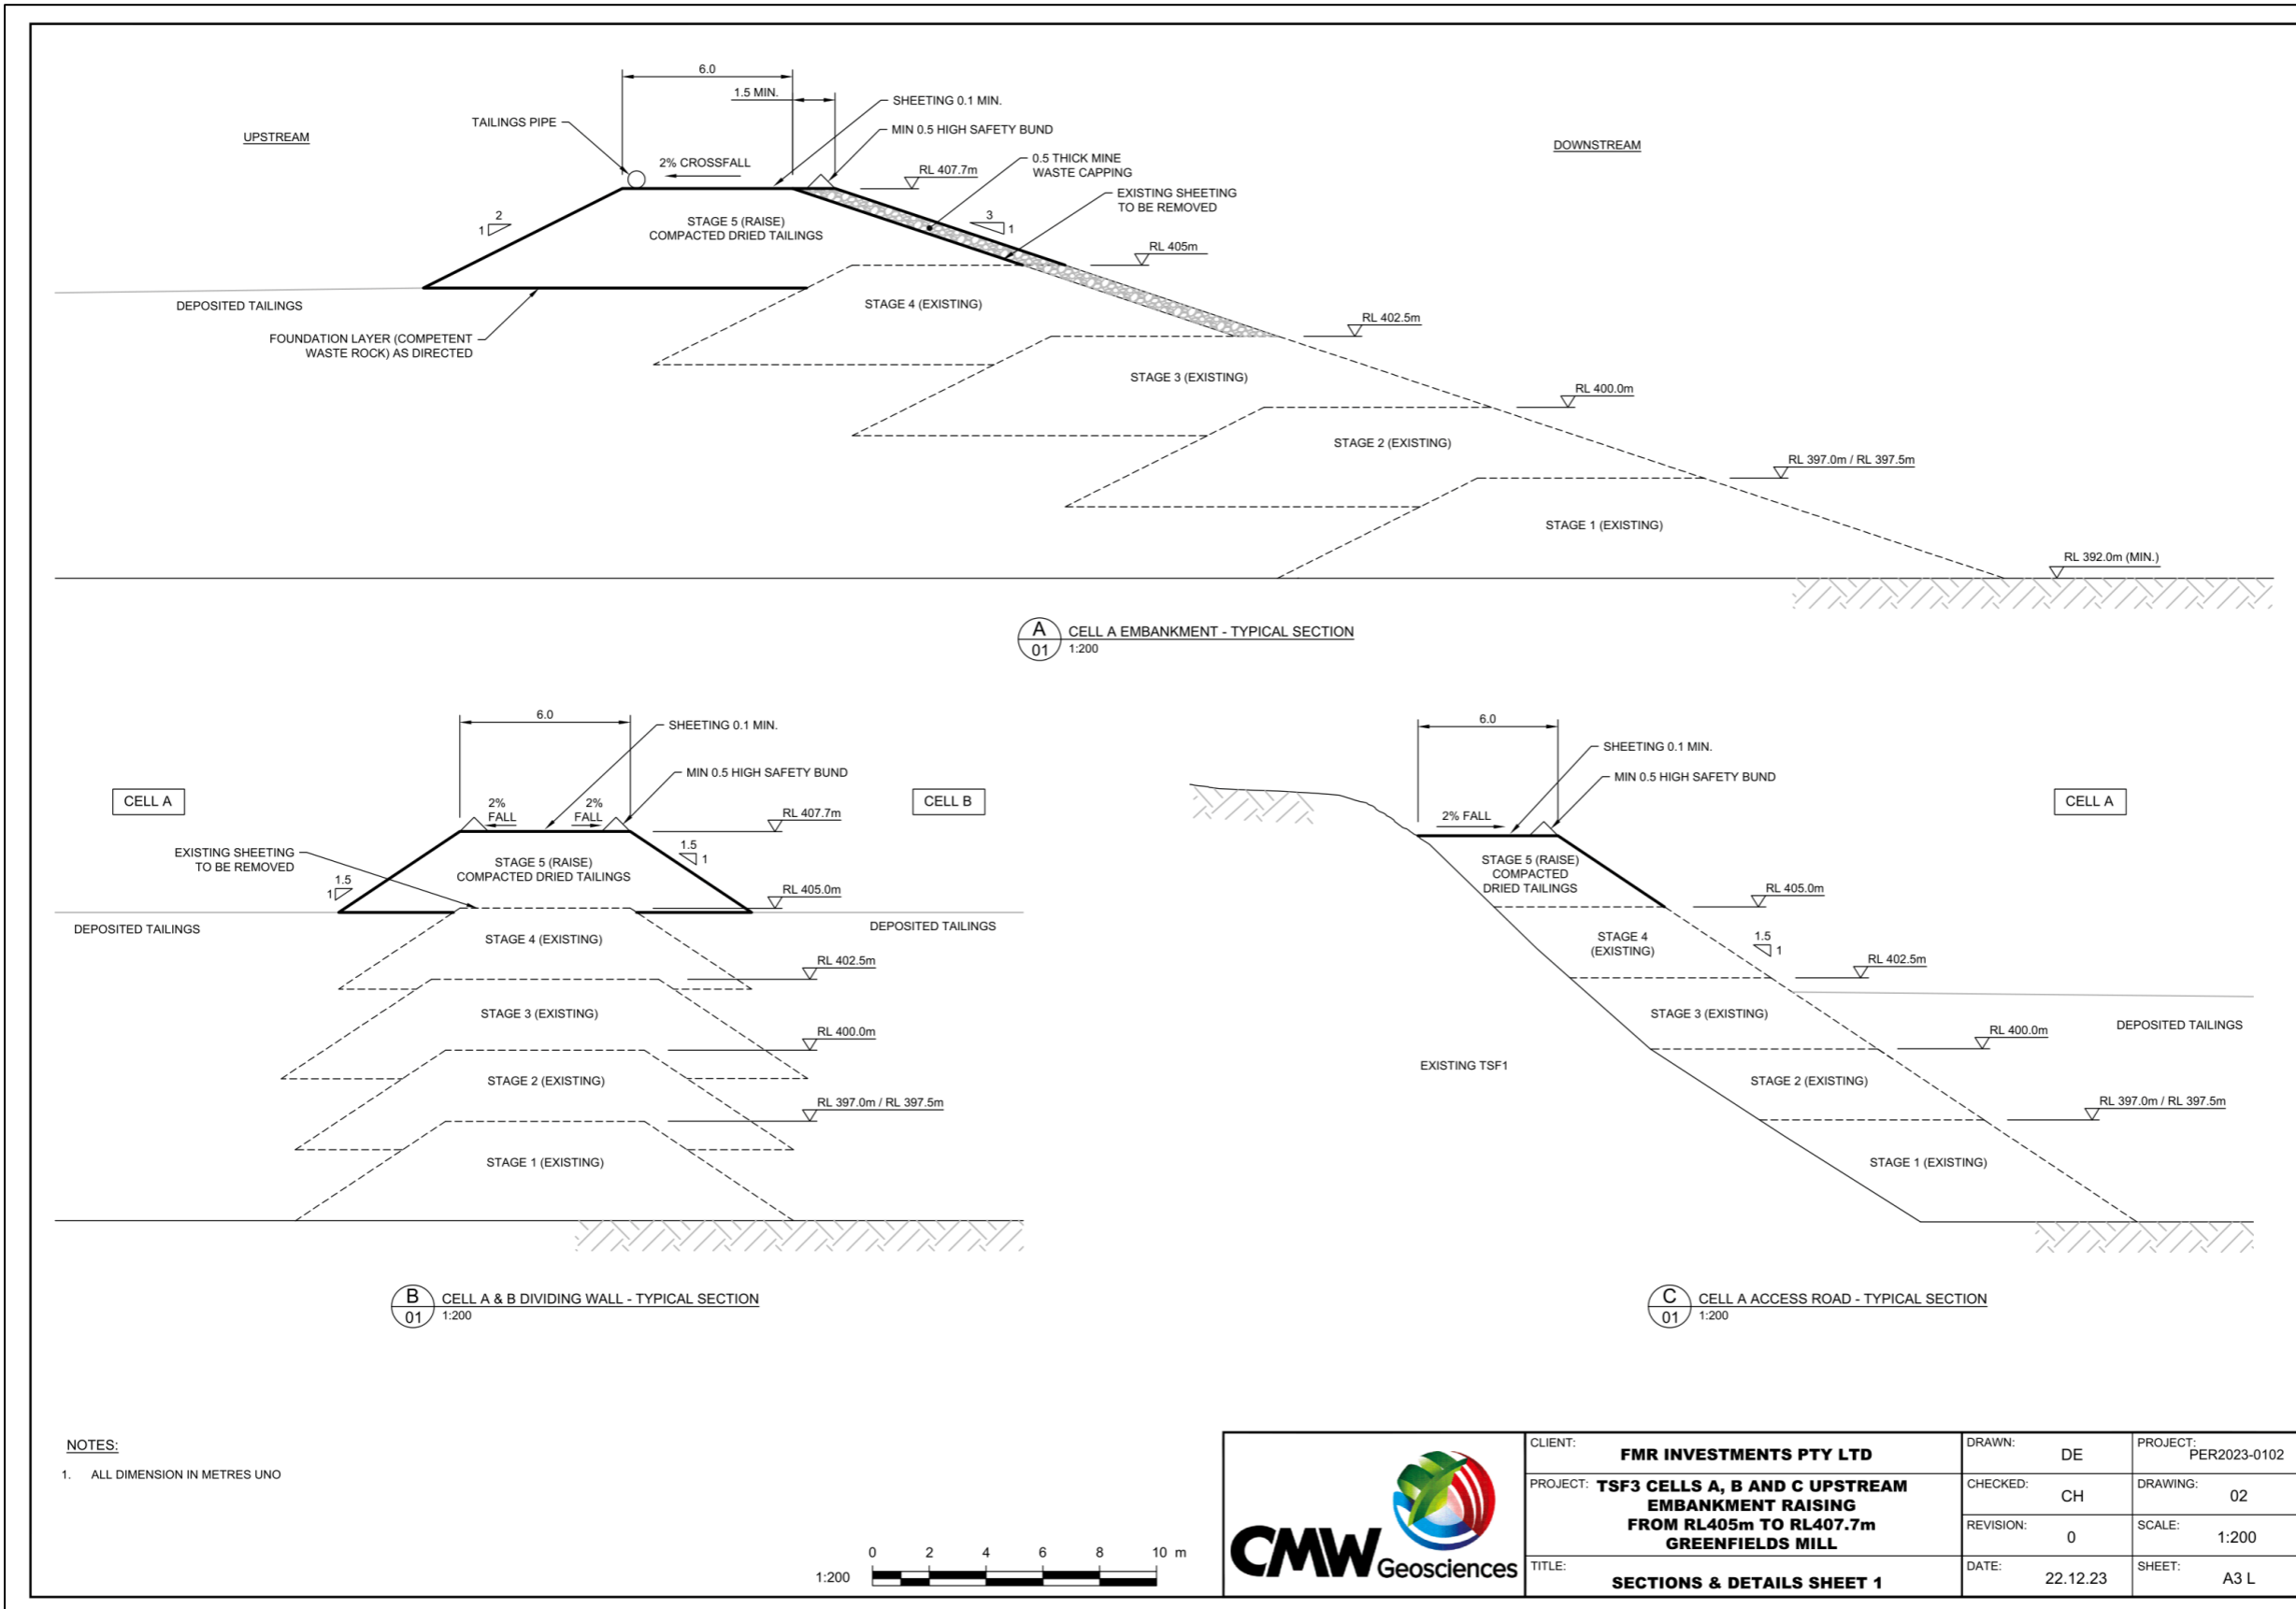 6.0
1.5 MIN.
SHEETING 0.1 MIN.
TAILINGS PIPE
MIN 0.5 HIGH SAFETY BUND
UPSTREAM
DOWNSTREAM
2% CROSSFALL
0.5 THICK MINE
WASTE CAPPING
RL 407.7m
EXISTING SHEETING
TO BE REMOVED
2
1
STAGE 5 (RAISE)
COMPACTED DRIED TAILINGS
3
1
RL 405m
DEPOSITED TAILINGS
STAGE 4 (EXISTING)
RL 402.5m
FOUNDATION LAYER (COMPETENT
WASTE ROCK) AS DIRECTED
STAGE 3 (EXISTING)
RL 400.0m
STAGE 2 (EXISTING)
RL 397.0m / RL 397.5m
STAGE 1 (EXISTING)
RL 392.0m (MIN.)
A
01
CELL A EMBANKMENT - TYPICAL SECTION
1:200
6.0
SHEETING 0.1 MIN.
MIN 0.5 HIGH SAFETY BUND
CELL A
CELL B
2%
FALL
2%
FALL
RL 407.7m
EXISTING SHEETING
TO BE REMOVED
STAGE 5 (RAISE)
COMPACTED DRIED TAILINGS
1.5
1
1.5
1
RL 405.0m
DEPOSITED TAILINGS
DEPOSITED TAILINGS
STAGE 4 (EXISTING)
RL 402.5m
STAGE 3 (EXISTING)
RL 400.0m
STAGE 2 (EXISTING)
RL 397.0m / RL 397.5m
STAGE 1 (EXISTING)
B
01
CELL A & B DIVIDING WALL - TYPICAL SECTION
1:200
6.0
SHEETING 0.1 MIN.
MIN 0.5 HIGH SAFETY BUND
CELL A
2% FALL
STAGE 5 (RAISE)
COMPACTED
DRIED TAILINGS
RL 405.0m
STAGE 4
(EXISTING)
1.5
1
RL 402.5m
STAGE 3 (EXISTING)
DEPOSITED TAILINGS
RL 400.0m
EXISTING TSF1
STAGE 2 (EXISTING)
RL 397.0m / RL 397.5m
STAGE 1 (EXISTING)
C
01
CELL A ACCESS ROAD - TYPICAL SECTION
1:200
NOTES:
1. ALL DIMENSION IN METRES UNO
1:200
0 2 4 6 8 10 m
CMW Geosciences
CLIENT:
FMR INVESTMENTS PTY LTD
PROJECT: TSF3 CELLS A, B AND C UPSTREAM
EMBANKMENT RAISING
FROM RL405m TO RL407.7m
GREENFIELDS MILL
TITLE:
SECTIONS & DETAILS SHEET 1
DRAWN: DE
PROJECT: PER2023-0102
CHECKED: CH
DRAWING: 02
REVISION: 0
SCALE: 1:200
DATE: 22.12.23
SHEET: A3 L